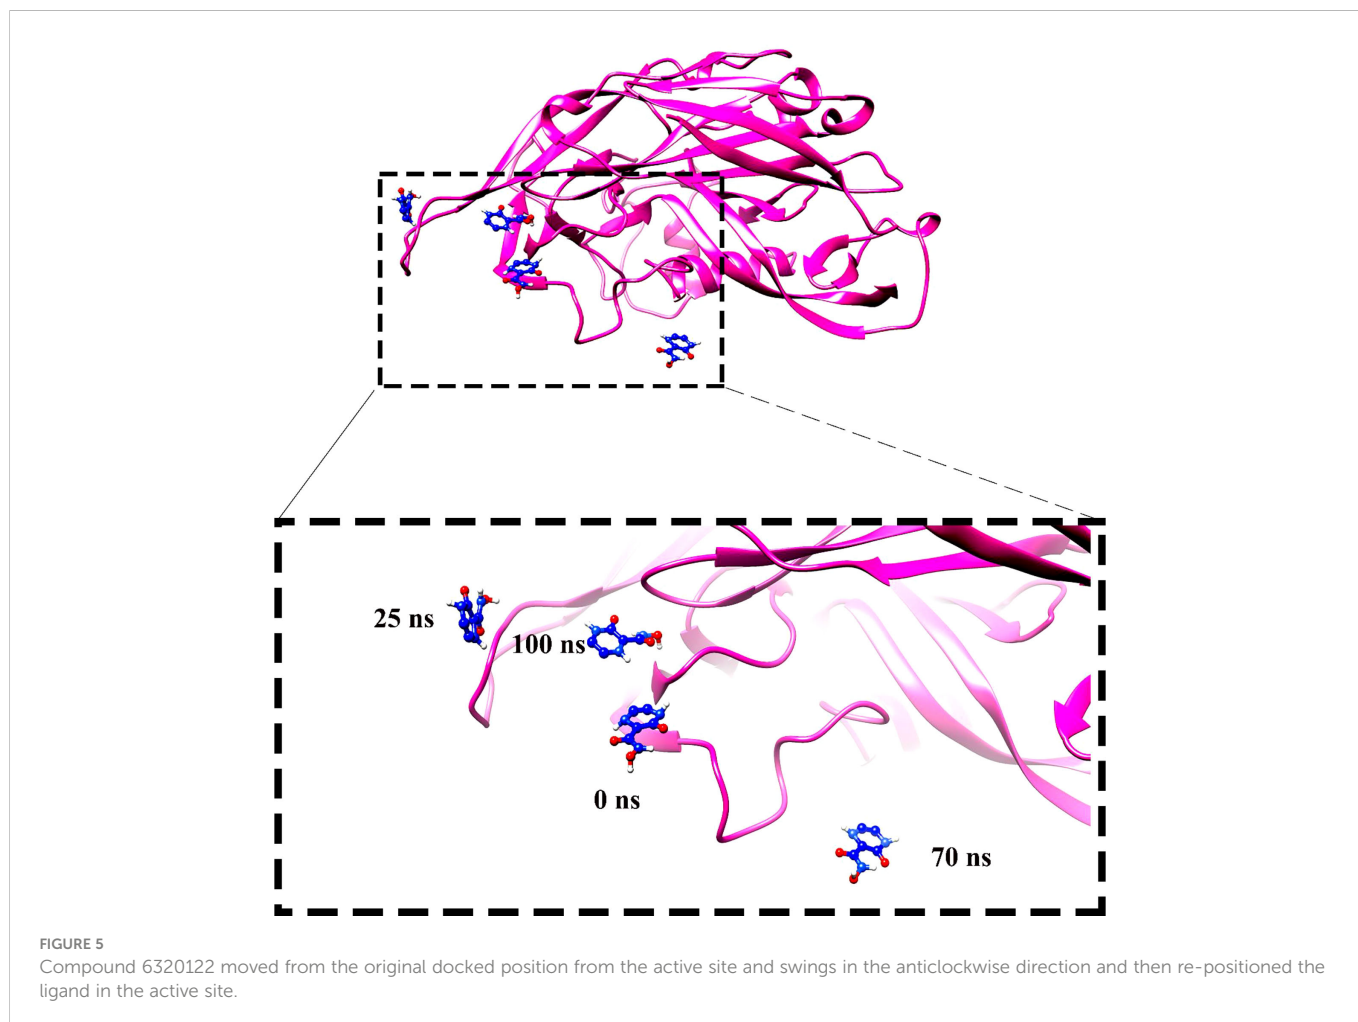 25 ns
100 ns
0 ns
70 ns
FIGURE 5
Compound 6320122 moved from the original docked position from the active site and swings in the anticlockwise direction and then re-positioned the
ligand in the active site.